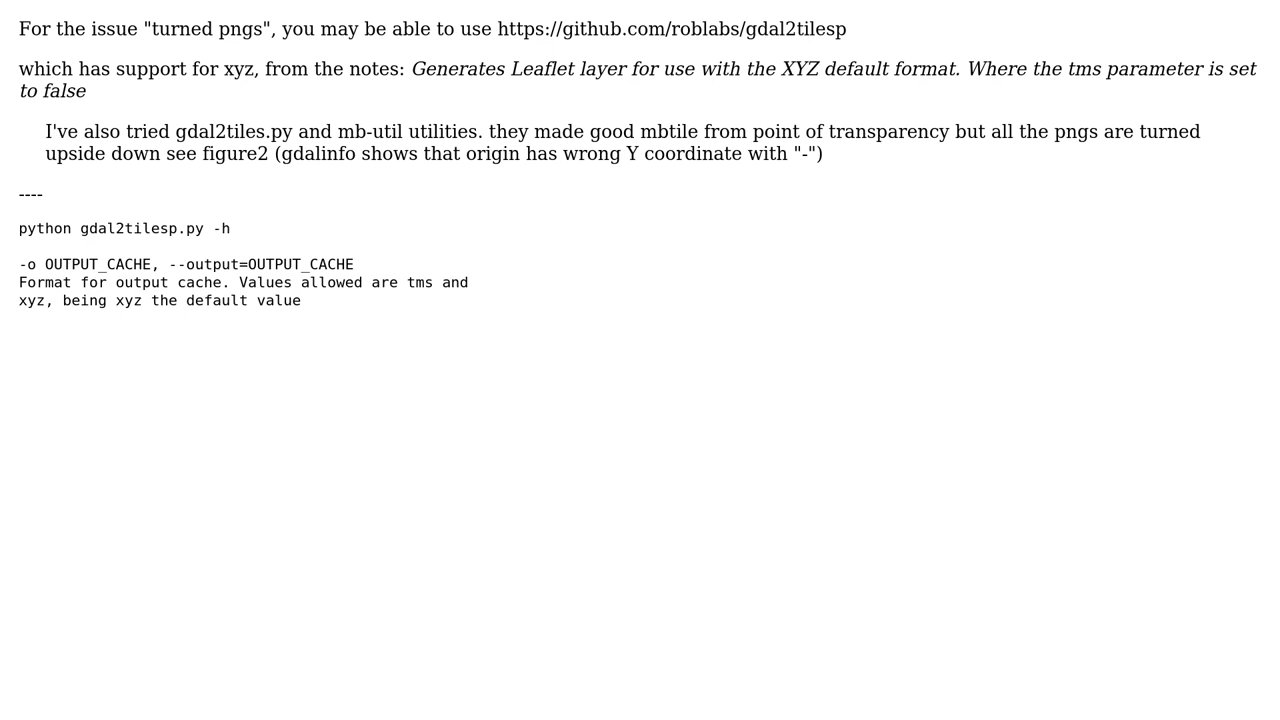 For the issue "turned pngs", you may be able to use https://github.com/roblabs/gdal2tilesp
which has support for xyz, from the notes: Generates Leaflet layer for use with the XYZ default format. Where the tms parameter is set
to false
I've also tried gdal2tiles.py and mb-util utilities. they made good mbtile from point of transparency but all the pngs are turned
upside down see figure2 (gdalinfo shows that origin has wrong Y coordinate with "-")
----
python gdal2tilesp.py -h
-o OUTPUT_CACHE, --output=OUTPUT_CACHE
Format for output cache. Values allowed are tms and
xyz, being xyz the default value